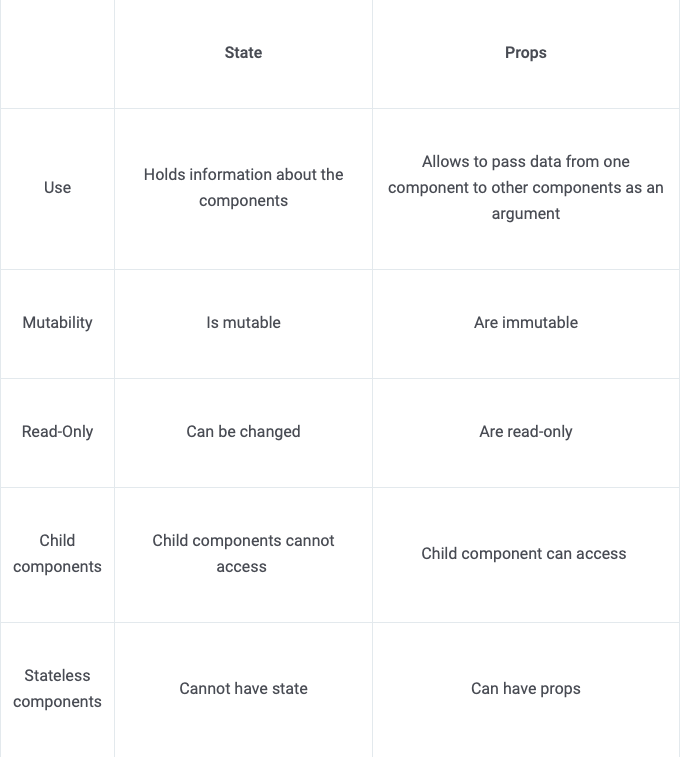 State
Props
Use
Holds information about the
components
Allows to pass data from one
component to other components as an
argument
Mutability
Is mutable
Are immutable
Read-Only
Can be changed
Are read-only
Child
components
Child components cannot
access
Child component can access
Stateless
components
Cannot have state
Can have props